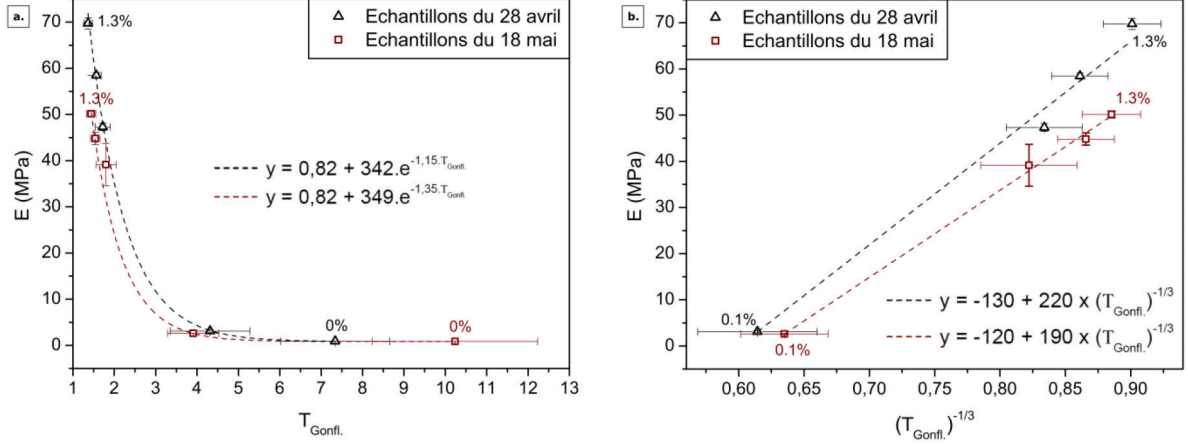 a.
Echantillons du 28 avril
Echantillons du 18 mai
1.3%
1.3%
y = 0,82 + 342.e^-1,15.T_Gonfl.
y = 0,82 + 349.e^-1,35.T_Gonfl.
0%
0%
E (MPa)
70
60
50
40
30
20
10
0
1 2 3 4 5 6 7 8 9 10 11 12 13
T_Gonfl.
b.
Echantillons du 28 avril
Echantillons du 18 mai
1.3%
1.3%
0.1%
0.1%
y = -130 + 220 x (T_Gonfl.)^-1/3
y = -120 + 190 x (T_Gonfl.)^-1/3
E (MPa)
70
60
50
40
30
20
10
0
0,60 0,65 0,70 0,75 0,80 0,85 0,90
(T_Gonfl.)^-1/3